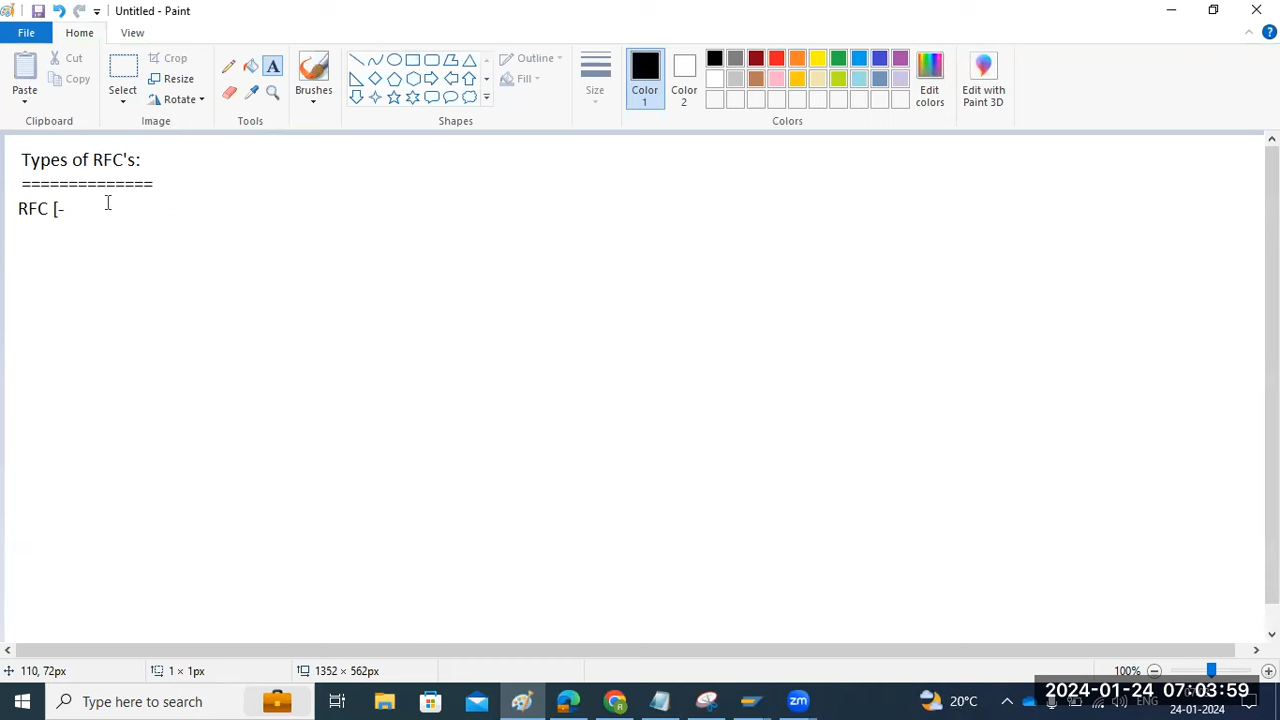 Untitled - Paint
File
Home
View
Paste
Cut
Copy
Clipboard
Select
Crop
Resize
Rotate
Image
A
Tools
Brushes
Shapes
Outline
Fill
Size
Color 1
Color 2
Edit colors
Colors
Edit with Paint 3D
Types of RFC's:
==============
RFC [-
110, 72px
1 × 1px
1352 × 562px
100%
Type here to search
zm
20°C
ENG
2024-01-24 07:03:59
24-01-2024